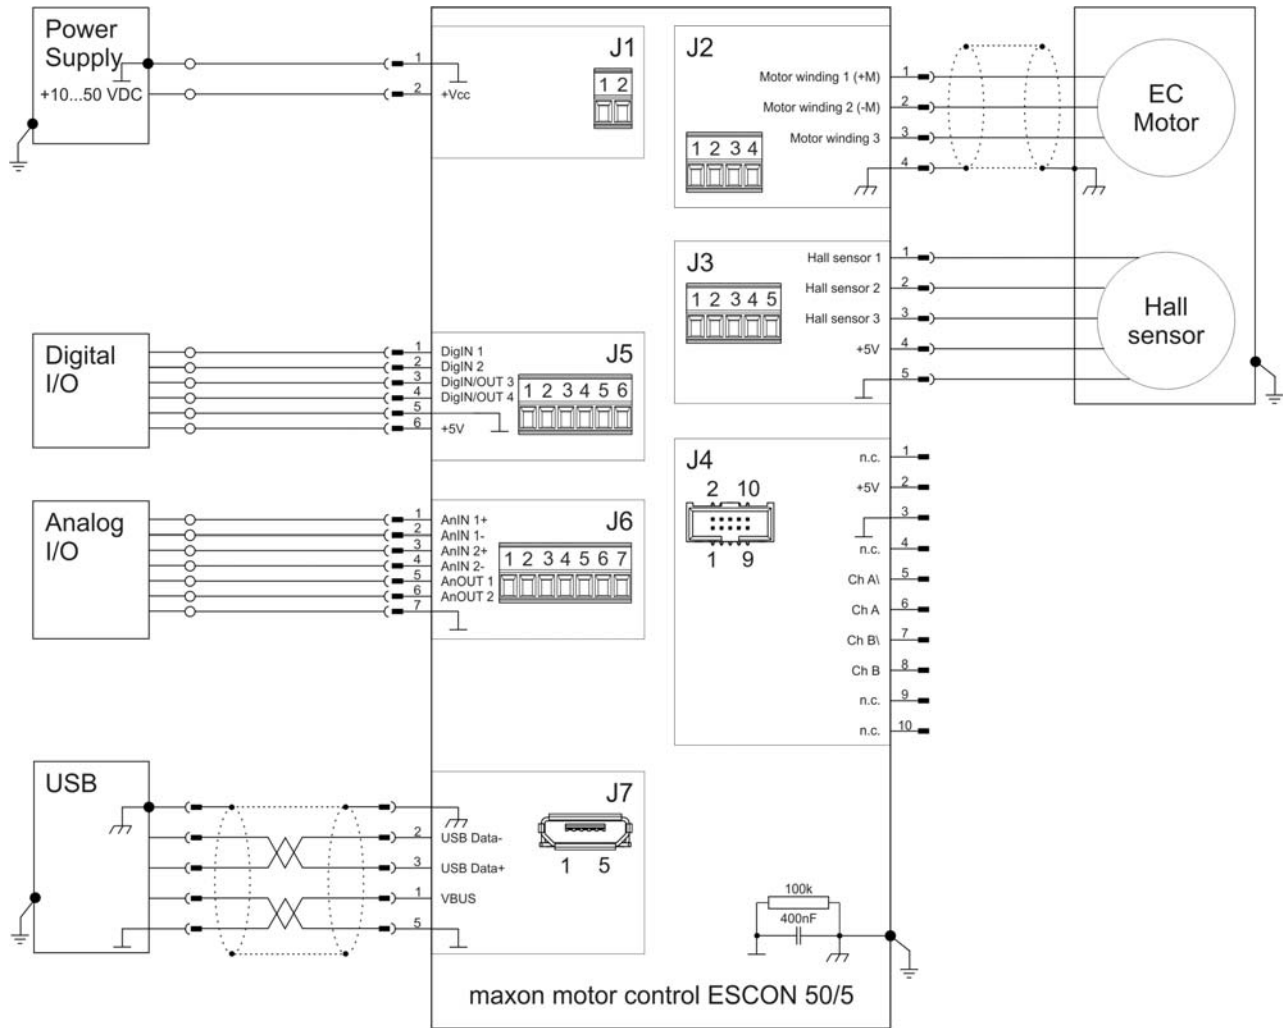 Power
Supply
+10...50 VDC
1
2
+Vcc
J1
1 2
J2
Motor winding 1 (+M)
1
Motor winding 2 (-M)
2
Motor winding 3
3
4
1 2 3 4
EC
Motor
J3
Hall sensor 1
1
Hall sensor 2
2
Hall sensor 3
3
+5V
4
5
1 2 3 4 5
Hall
sensor
Digital
I/O
1
DigIN 1
2
DigIN 2
3
DigIN/OUT 3
4
DigIN/OUT 4
5
6
+5V
J5
1 2 3 4 5 6
J4
2 10
1 9
n.c.
1
+5V
2
3
n.c.
4
Ch A\
5
Ch A
6
Ch B\
7
Ch B
8
n.c.
9
n.c.
10
Analog
I/O
1
AnIN 1+
2
AnIN 1-
3
AnIN 2+
4
AnIN 2-
5
AnOUT 1
6
AnOUT 2
7
J6
1 2 3 4 5 6 7
USB
2
USB Data-
3
USB Data+
1
VBUS
5
J7
1 5
100k
400nF
maxon motor control ESCON 50/5